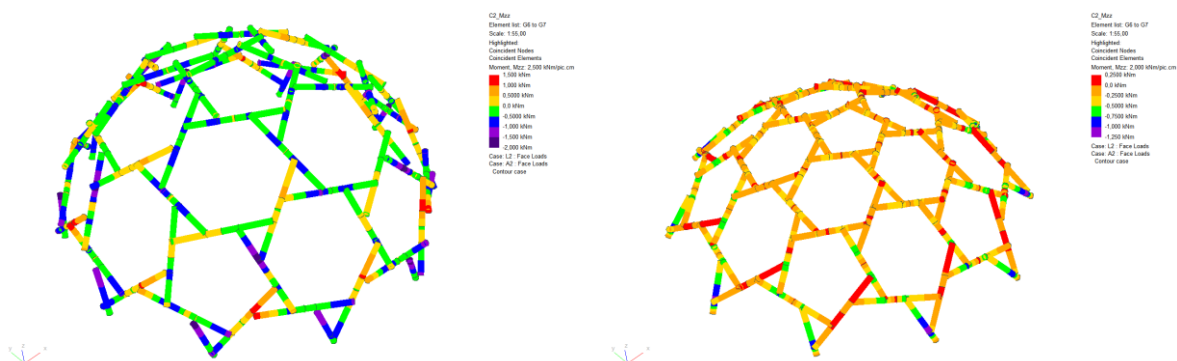 C2_Mzz
Element list: G6 to G7
Scale: 1:55,00
Highlighted:
Coincident Nodes
Coincident Elements
Moment, Mzz: 2,500 kNm/pic.cm
1,500 kNm
1,000 kNm
0,5000 kNm
0,0 kNm
-0,5000 kNm
-1,000 kNm
-1,500 kNm
-2,000 kNm
Case: L2 : Face Loads
Case: A2 : Face Loads
Contour case
z
y
x
C2_Mzz
Element list: G6 to G7
Scale: 1:55,00
Highlighted:
Coincident Nodes
Coincident Elements
Moment, Mzz: 2,000 kNm/pic.cm
0,2500 kNm
0,0 kNm
-0,2500 kNm
-0,5000 kNm
-0,7500 kNm
-1,000 kNm
-1,250 kNm
Case: L2 : Face Loads
Case: A2 : Face Loads
Contour case
z
y
x